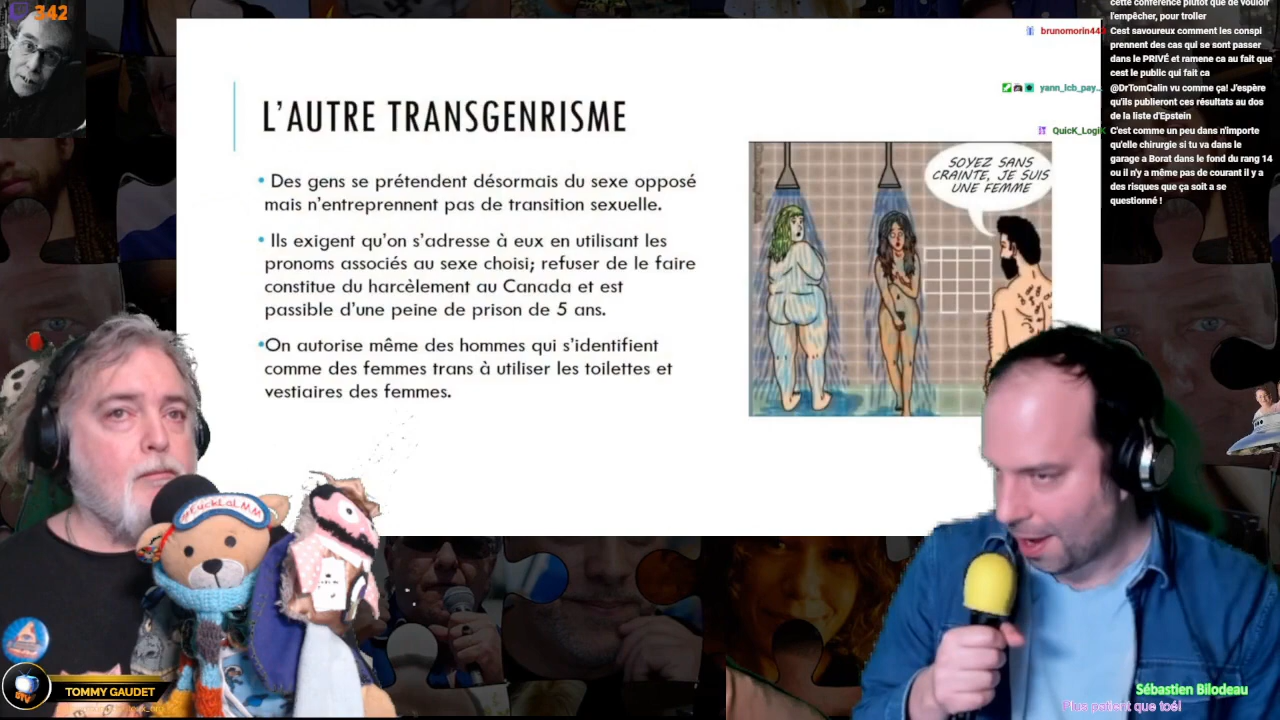 342
L'AUTRE TRANSGENRISME
• Des gens se prétendent désormais du sexe opposé
mais n'entreprennent pas de transition sexuelle.
• Ils exigent qu'on s'adresse à eux en utilisant les
pronoms associés au sexe choisi; refuser de le faire
constitue du harcèlement au Canada et est
passible d'une peine de prison de 5 ans.
•On autorise même des hommes qui s'identifient
comme des femmes trans à utiliser les toilettes et
vestiaires des femmes.
SOYEZ SANS
CRAINTE, JE SUIS
UNE FEMME
cette conférence plutôt que de vouloir
l'empêcher, pour troller
brunomorin44
Cest savoureux comment les conspi
prennent des cas qui se sont passer
dans le PRIVÉ et ramene ca au fait que
cest le public qui fait ca
yann_lcb_pay...
@DrTomCalin vu comme ça! J'espère
qu'ils publieront ces résultats au dos
de la liste d'Epstein
QuicK_Logi
C'est comme un peu dans n'importe
qu'elle chirurgie si tu va dans le
garage a Borat dans le fond du rang 14
ou il n'y a même pas de courant il y a
des risques que ça soit a se
questionné !
TOMMY GAUDET
Sébastien Bilodeau
Plus patient que toé!